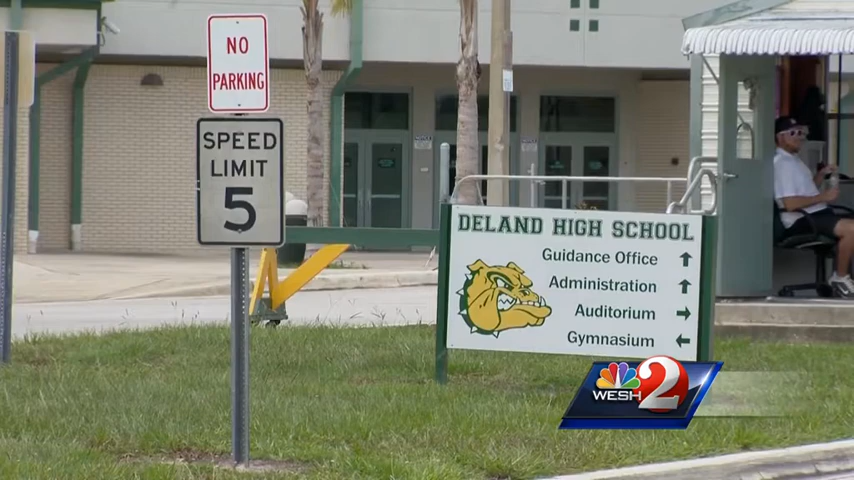 NO
PARKING
SPEED
LIMIT
5
DELAND HIGH SCHOOL
Guidance Office ↑
Administration ↑
Auditorium →
Gymnasium ←
WESH 2